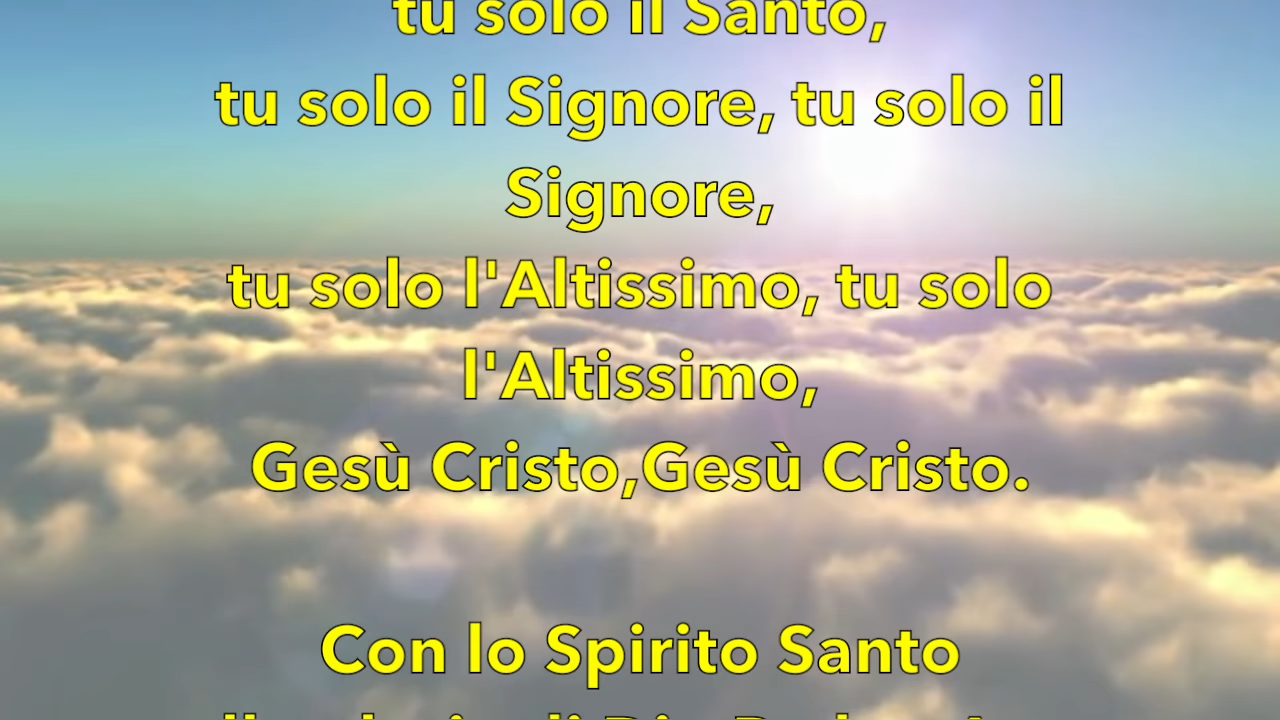 tu solo il Santo,
tu solo il Signore, tu solo il
Signore,
tu solo l'Altissimo, tu solo
l'Altissimo,
Gesù Cristo,Gesù Cristo.
Con lo Spirito Santo